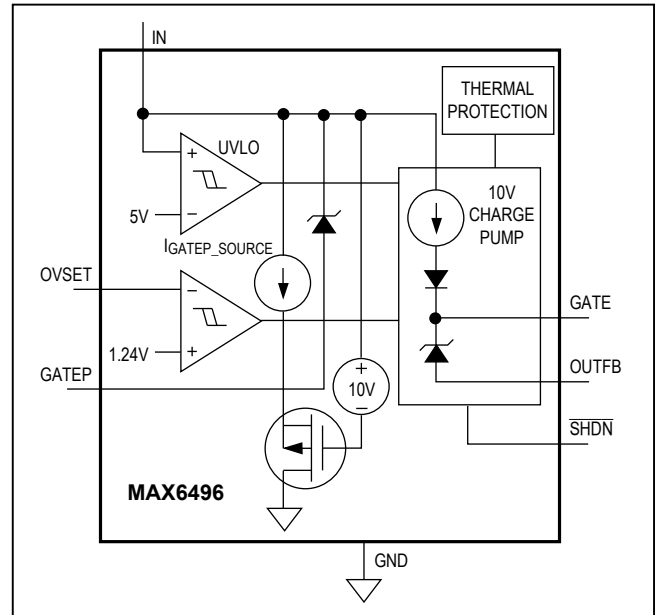 IN
THERMAL
PROTECTION
UVLO
+
5V
−
10V
CHARGE
PUMP
IGATEP_SOURCE
OVSET
−
GATE
1.24V
+
+
10V
−
OUTFB
GATEP
SHDN
MAX6496
GND